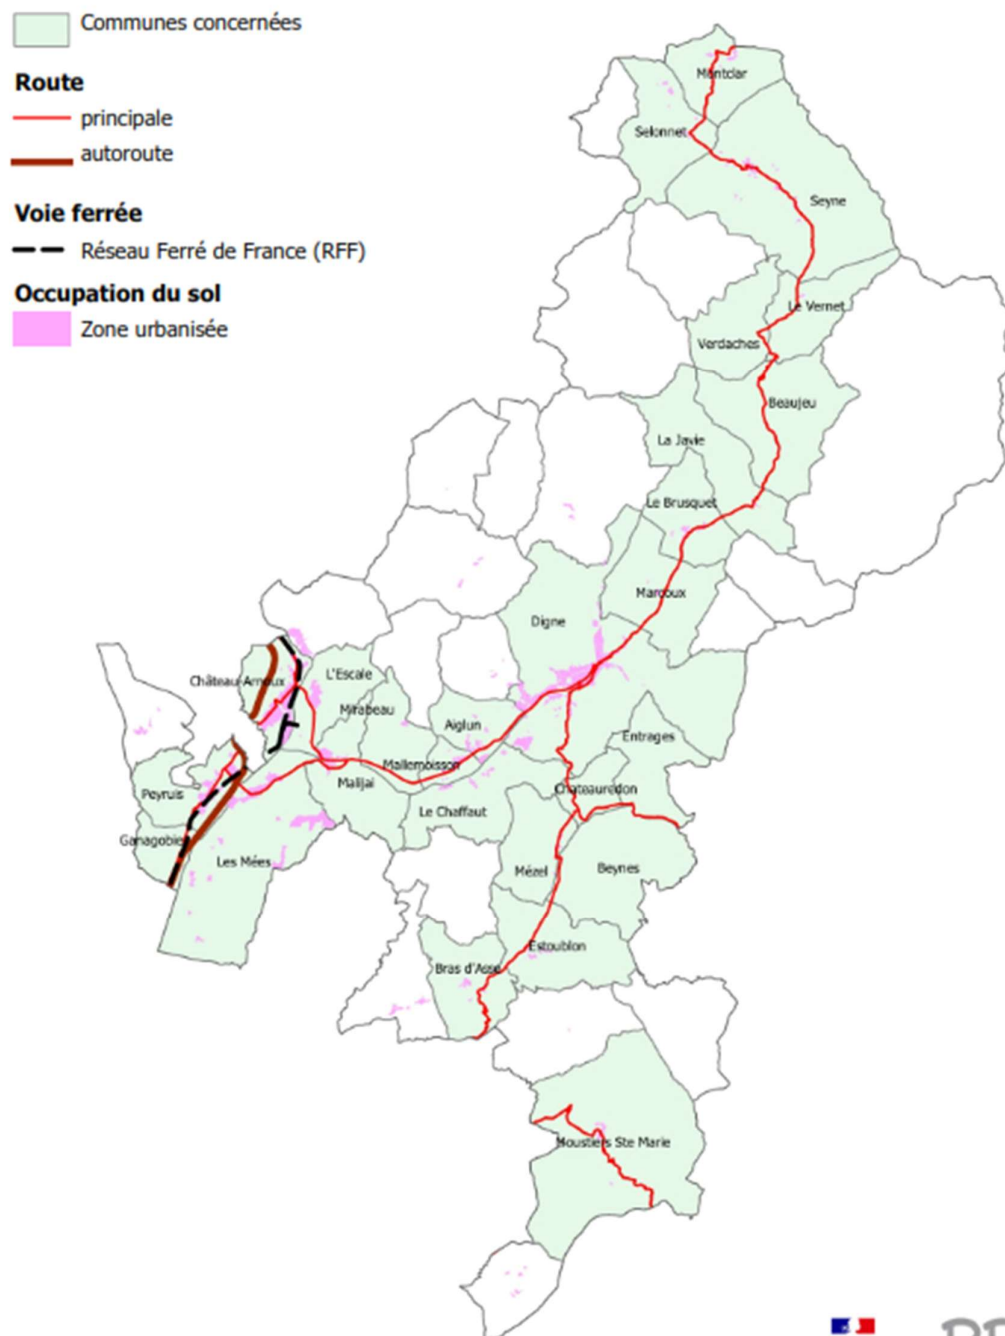 Communes concernées
Route
principale
autoroute
Voie ferrée
Réseau Ferré de France (RFF)
Occupation du sol
Zone urbanisée
Montclar
Selonnet
Seyne
Le Vernet
Verdaches
Beaujeu
La Javie
Le Brusquet
Marcoux
Digne
L'Escale
Château-Arnoux
Mirabeau
Aiglun
Entrages
Mallemoisson
Malijai
Chateauredon
Peyruis
Le Chaffaut
Ganagobie
Les Mées
Mézel
Beynes
Estoublon
Bras d'Asse
Moustiers Ste Marie